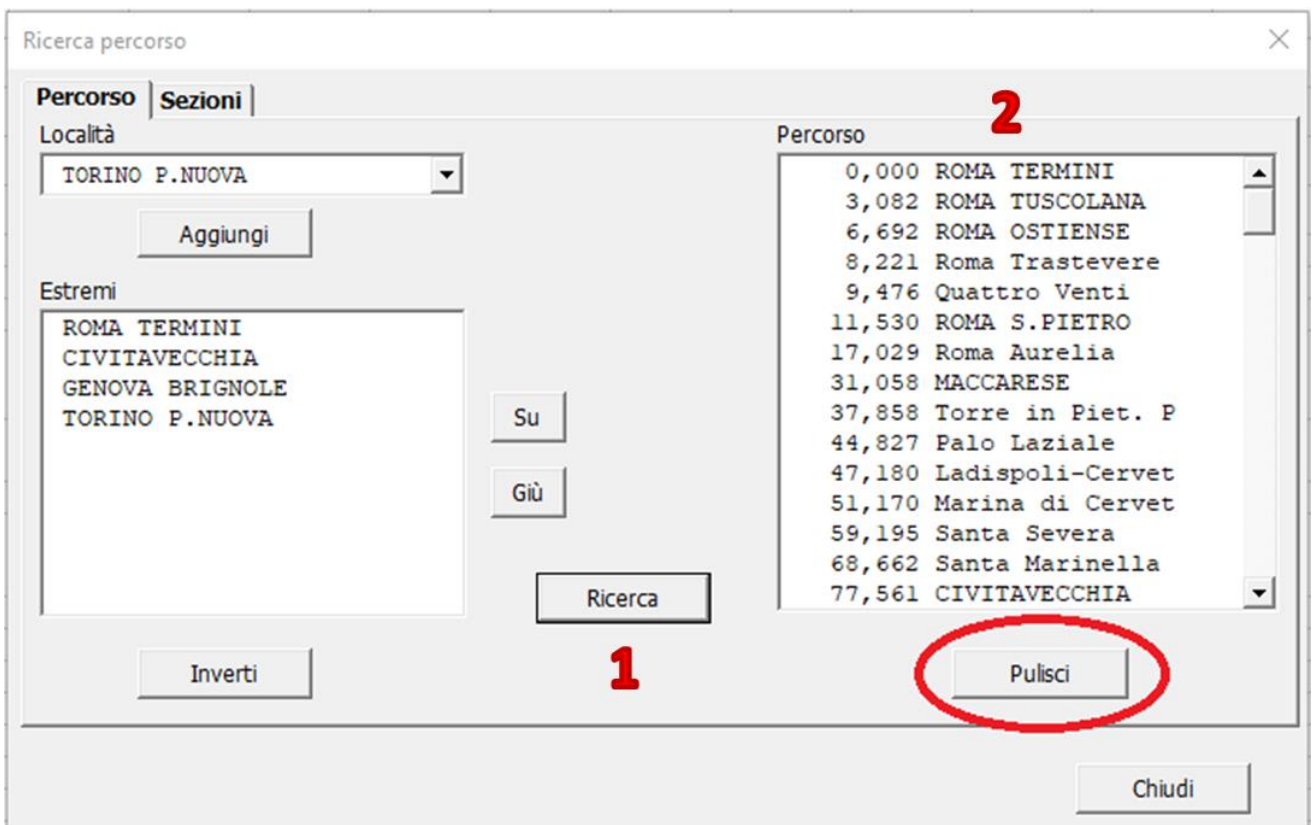 Ricerca percorso
Percorso Sezioni
Località
TORINO P.NUOVA
Aggiungi
Estremi
ROMA TERMINI
CIVITAVECCHIA
GENOVA BRIGNOLE
TORINO P.NUOVA
Su
Giù
Ricerca
1
Inverti
2
Percorso
0,000 ROMA TERMINI
3,082 ROMA TUSCOLANA
6,692 ROMA OSTIENSE
8,221 Roma Trastevere
9,476 Quattro Venti
11,530 ROMA S.PIETRO
17,029 Roma Aurelia
31,058 MACCARESE
37,858 Torre in Piet. P
44,827 Palo Laziale
47,180 Ladispoli-Cervet
51,170 Marina di Cervet
59,195 Santa Severa
68,662 Santa Marinella
77,561 CIVITAVECCHIA
Pulisci
Chiudi